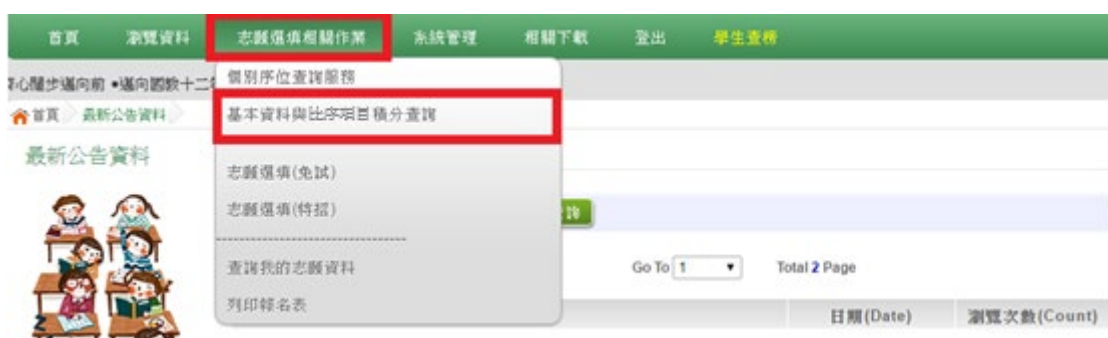 首頁 瀏覽資料 志願選填相關作業 系統管理 相關下載 登出 學生查榜
心闊步邁向前 •邁向國教十二
個別序位查詢服務
首頁 最新公告資料
基本資料與比序項目積分查詢
最新公告資料
志願選填(免試)
志願選填(特招)
詢
查詢我的志願資料
Go To 1 Total 2 Page
列印報名表
日期(Date) 瀏覽次數(Count)